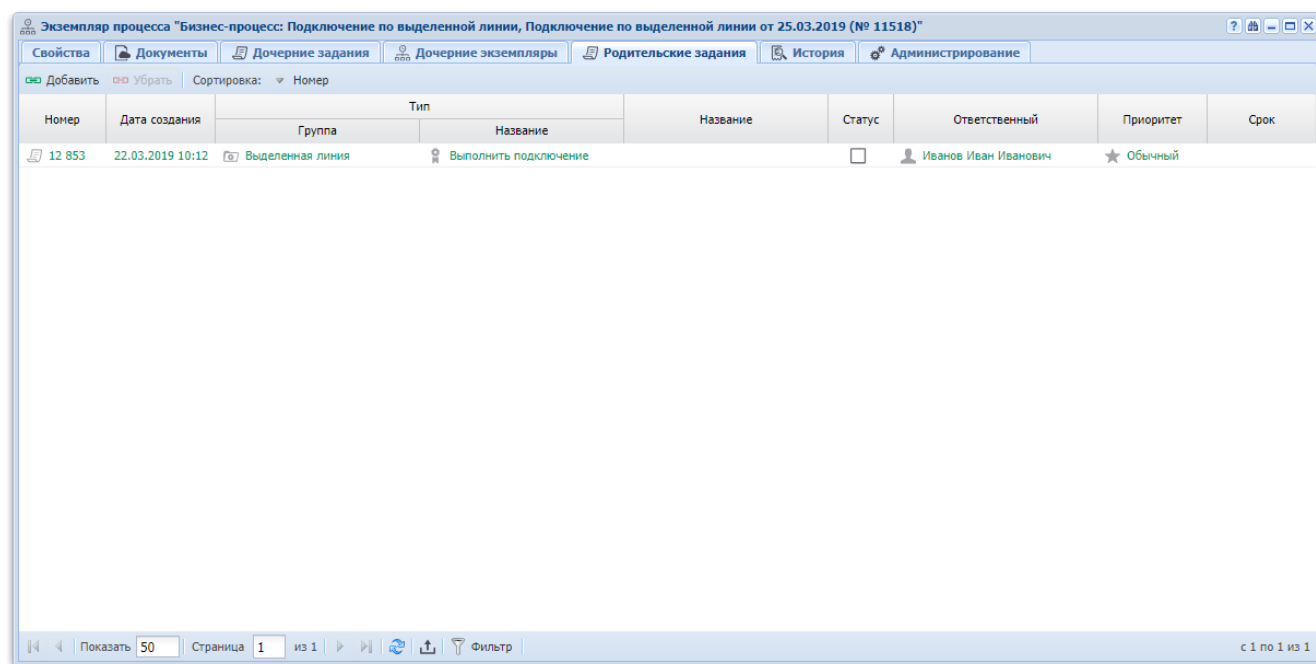 Экземпляр процесса "Бизнес-процесс: Подключение по выделенной линии, Подключение по выделенной линии от 25.03.2019 (№ 11518)"
Свойства Документы Дочерние задания Дочерние экземпляры Родительские задания История Администрирование
Добавить Убрать Сортировка: Номер
Номер Дата создания Тип Название Статус Ответственный Приоритет Срок
Группа Название
12 853 22.03.2019 10:12 Выделенная линия Выполнить подключение Иванов Иван Иванович Обычный
Показать 50 Страница 1 из 1 Фильтр с 1 по 1 из 1